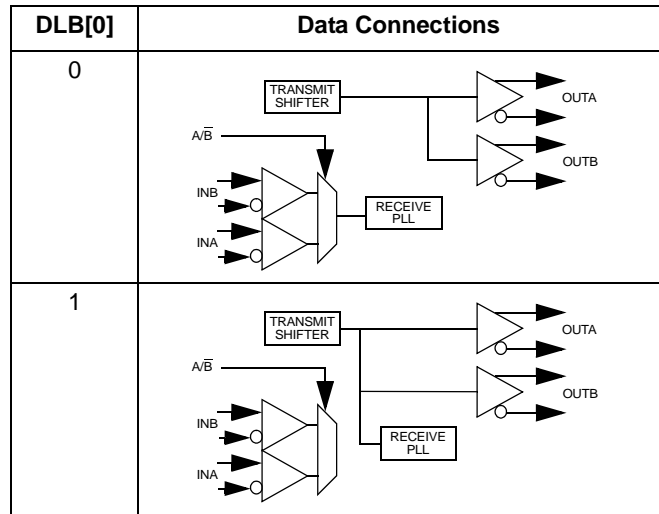 DLB[0] Data Connections
0
TRANSMIT
SHIFTER
OUTA
A/B̅
OUTB
INB
RECEIVE
PLL
INA
1
TRANSMIT
SHIFTER
OUTA
A/B̅
OUTB
INB
RECEIVE
PLL
INA